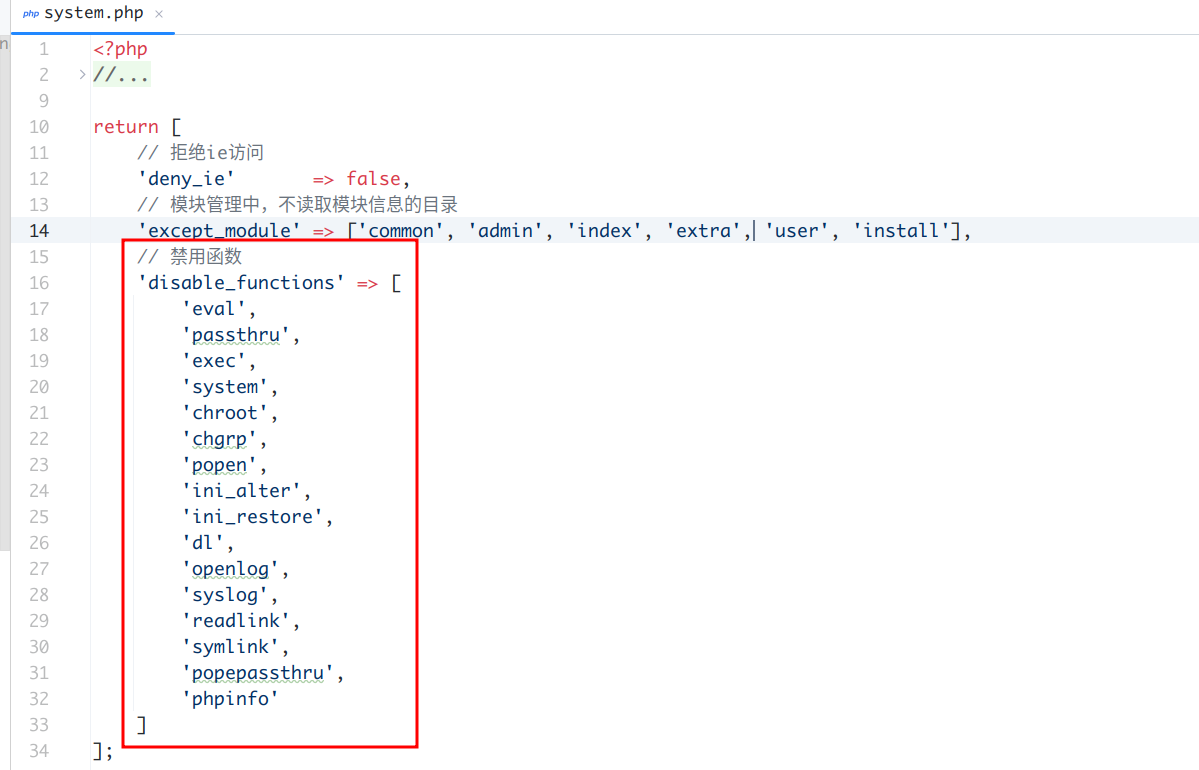 php system.php ×
n
1 <?php
2 > //...
9
10 return [
11 // 拒绝ie访问
12 'deny_ie' => false,
13 // 模块管理中，不读取模块信息的目录
14 'except_module' => ['common', 'admin', 'index', 'extra', 'user', 'install'],
15 // 禁用函数
16 'disable_functions' => [
17 'eval',
18 'passthru',
19 'exec',
20 'system',
21 'chroot',
22 'chgrp',
23 'popen',
24 'ini_alter',
25 'ini_restore',
26 'dl',
27 'openlog',
28 'syslog',
29 'readlink',
30 'symlink',
31 'popepassthru',
32 'phpinfo'
33 ]
34 ];